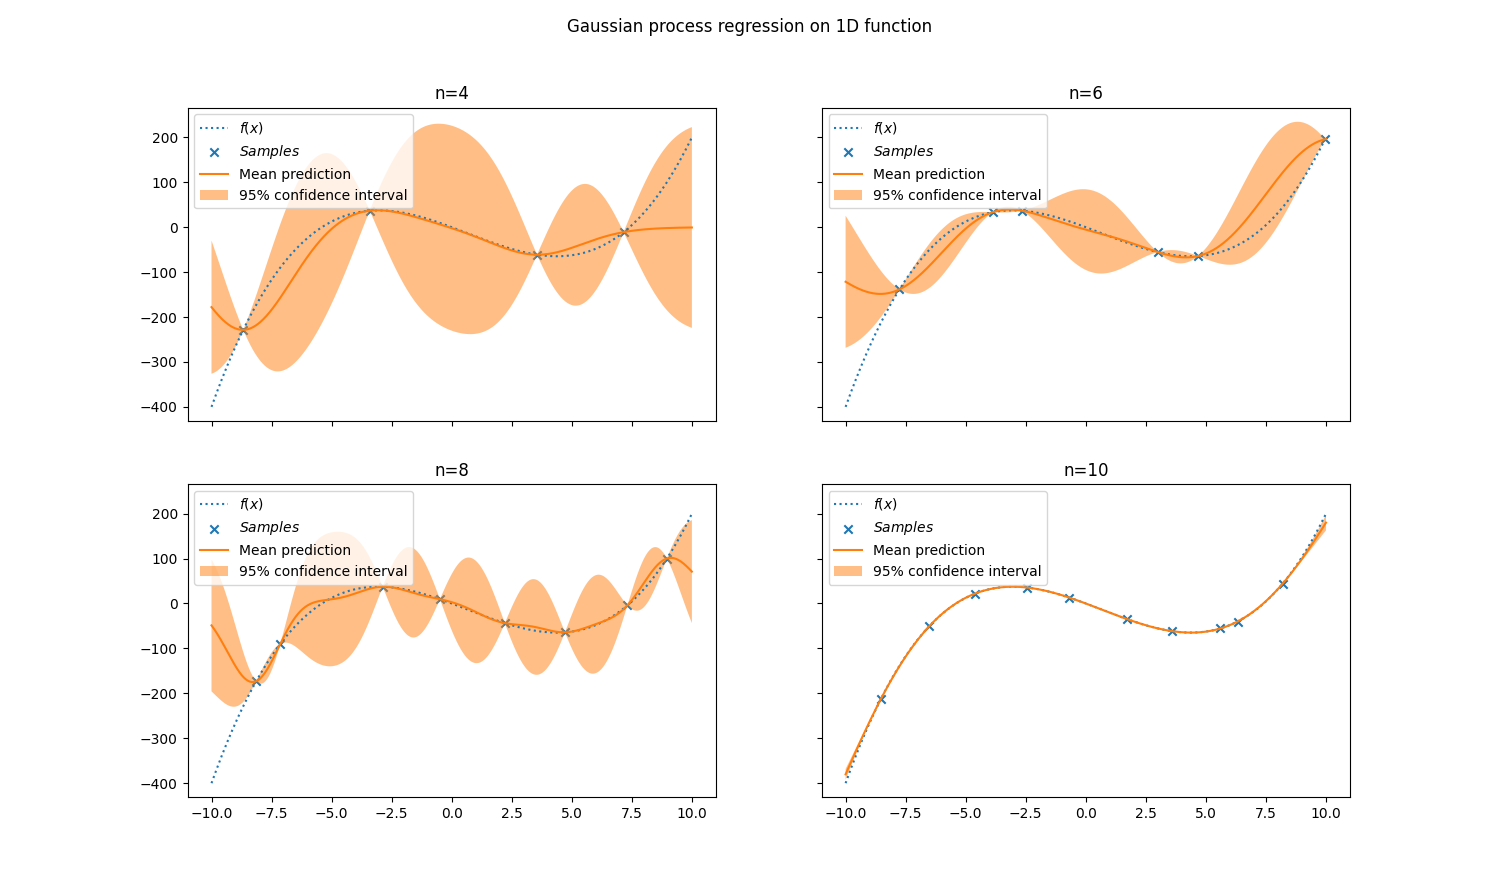 Gaussian process regression on 1D function
n=4
f(x)
Samples
Mean prediction
95% confidence interval
200
100
0
−100
−200
−300
−400
n=6
f(x)
Samples
Mean prediction
95% confidence interval
n=8
f(x)
Samples
Mean prediction
95% confidence interval
200
100
0
−100
−200
−300
−400
−10.0 −7.5 −5.0 −2.5 0.0 2.5 5.0 7.5 10.0
n=10
f(x)
Samples
Mean prediction
95% confidence interval
−10.0 −7.5 −5.0 −2.5 0.0 2.5 5.0 7.5 10.0